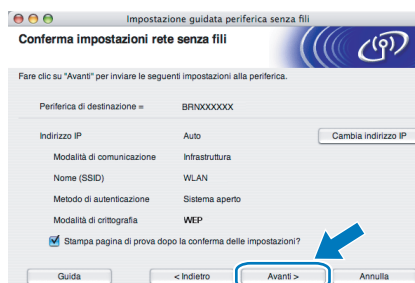 Impostazione guidata periferica senza fili
Conferma impostazioni rete senza fili
Fare clic su "Avanti" per inviare le seguenti impostazioni alla periferica.
Periferica di destinazione = BRNXXXXXX
Indirizzo IP Auto Cambia indirizzo IP
Modalità di comunicazione Infrastruttura
Nome (SSID) WLAN
Metodo di autenticazione Sistema aperto
Modalità di crittografia WEP
Stampa pagina di prova dopo la conferma delle impostazioni?
Guida < Indietro Avanti > Annulla